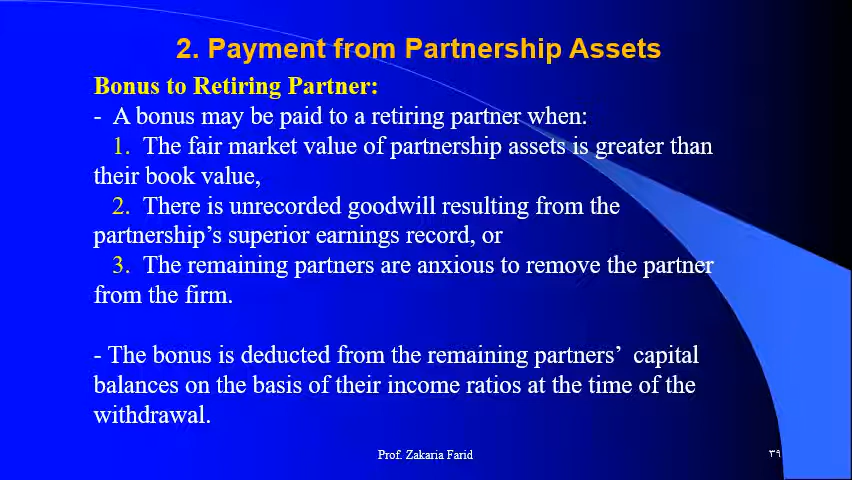 2. Payment from Partnership Assets
Bonus to Retiring Partner:
- A bonus may be paid to a retiring partner when:
1. The fair market value of partnership assets is greater than
their book value,
2. There is unrecorded goodwill resulting from the
partnership’s superior earnings record, or
3. The remaining partners are anxious to remove the partner
from the firm.
- The bonus is deducted from the remaining partners’ capital
balances on the basis of their income ratios at the time of the
withdrawal.
Prof. Zakaria Farid
٣٩